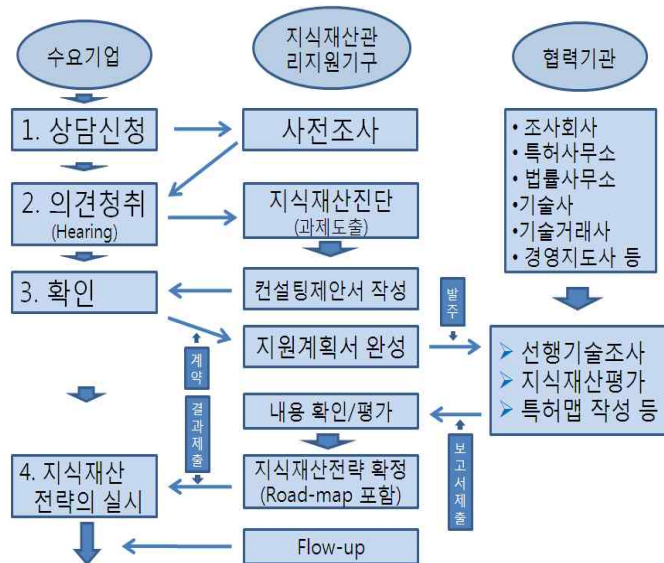 수요기업
지식재산관
리지원기구
협력기관
1. 상담신청
사전조사
• 조사회사
• 특허사무소
• 법률사무소
•기술사
•기술거래사
• 경영지도사 등
2. 의견청취
(Hearing)
지식재산진단
(과제도출)
3. 확인
컨설팅제안서 작성
발주
지원계획서 완성
계약
선행기술조사
지식재산평가
특허맵 작성 등
결과제출
내용 확인/평가
보고서제출
4. 지식재산
전략의 실시
지식재산전략 확정
(Road-map 포함)
Flow-up